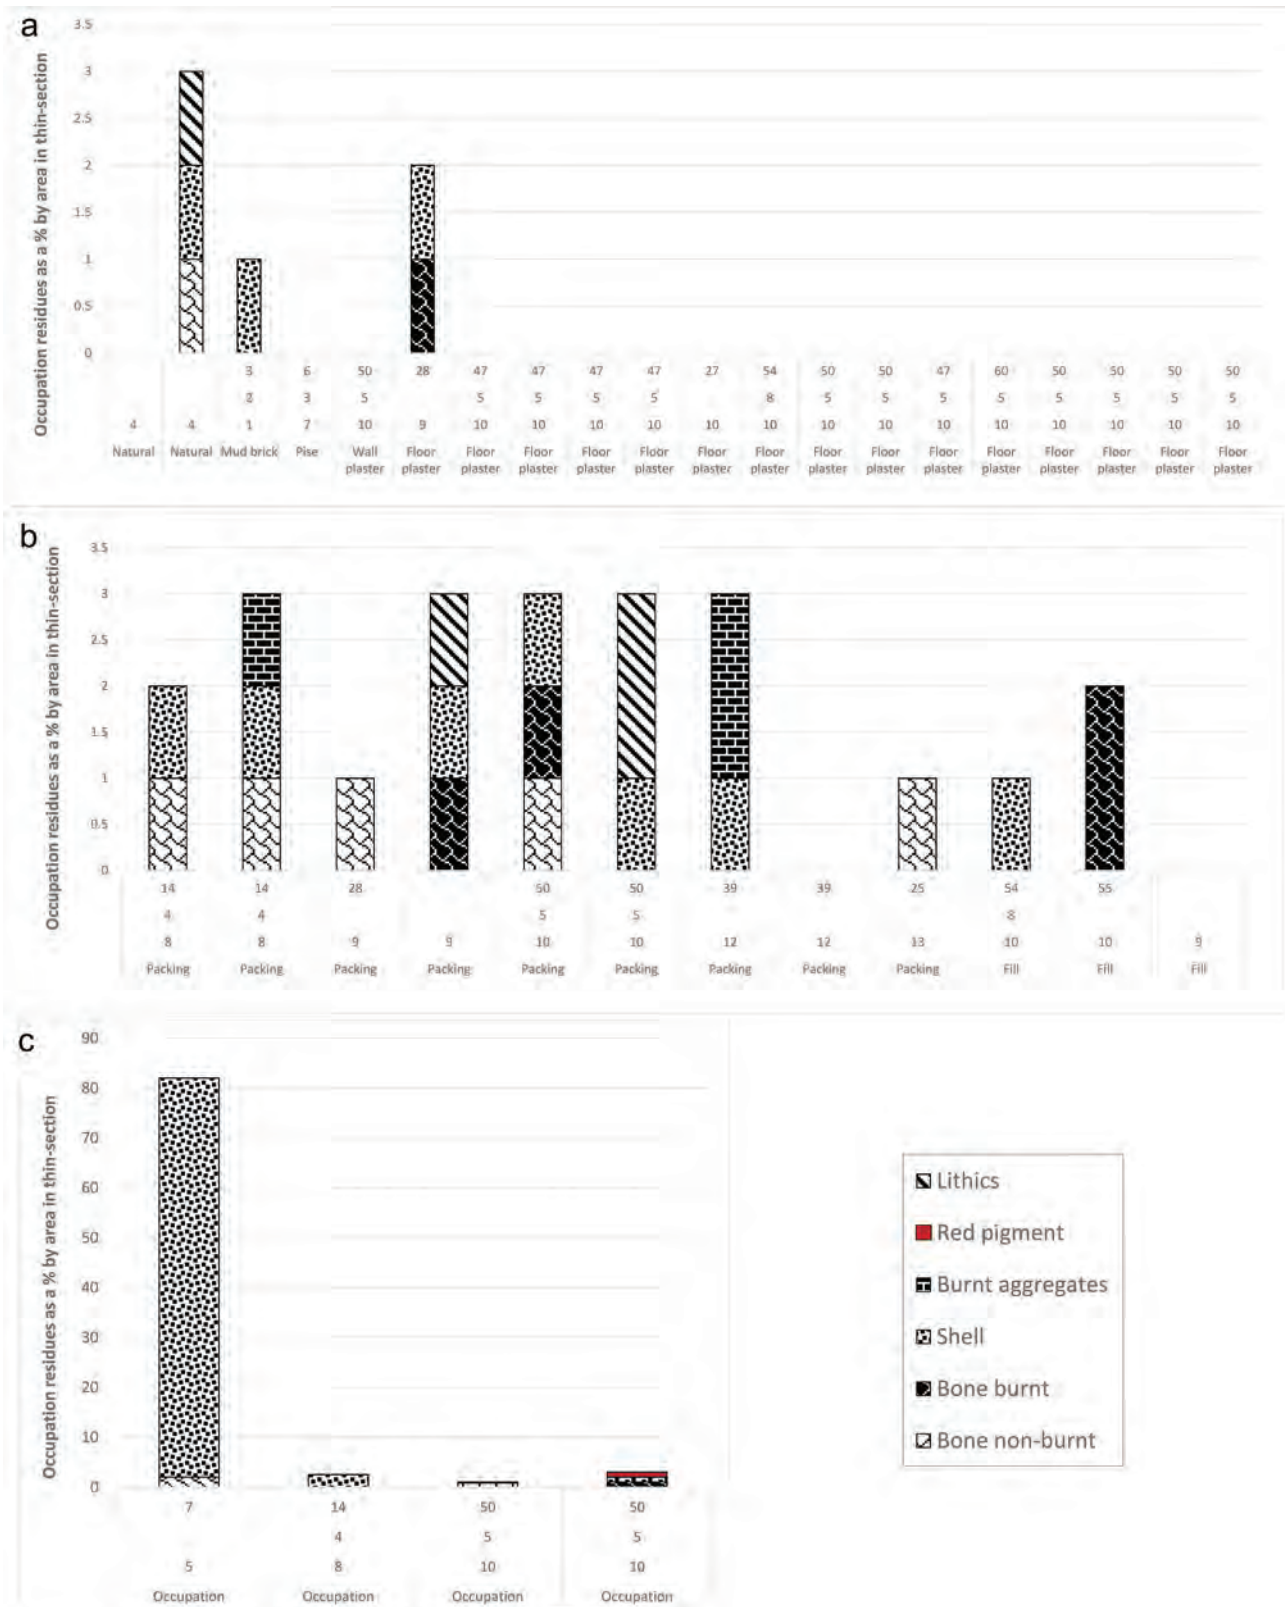 a
Occupation residues as a % by area in thin-section
3.5
3
2.5
2
1.5
1
0.5
0
3 6 50 28 47 47 47 47 27 54 50 50 47 60 50 50 50 50
2 3 5 5 5 5 5 8 5 5 5 5 5 5 5 5
4 4 1 7 10 9 10 10 10 10 10 10 10 10 10 10 10 10 10 10
Natural Natural Mud brick Pise Wall Floor Floor Floor Floor Floor Floor Floor Floor Floor Floor Floor Floor Floor Floor Floor
plaster plaster plaster plaster plaster plaster plaster plaster plaster plaster plaster plaster plaster plaster plaster plaster
b
Occupation residues as a % by area in thin-section
3.5
3
2.5
2
1.5
1
0.5
0
14 14 28 50 50 39 39 25 54 55
4 4 5 5 8
8 8 9 9 10 10 12 12 13 10 10 9
Packing Packing Packing Packing Packing Packing Packing Packing Packing Fill Fill Fill
c
Occupation residues as a % by area in thin-section
90
80
70
60
50
40
30
20
10
0
7 14 50 50
4 5 5
5 8 10 10
Occupation Occupation Occupation Occupation
Lithics
Red pigment
Burnt aggregates
Shell
Bone burnt
Bone non-burnt